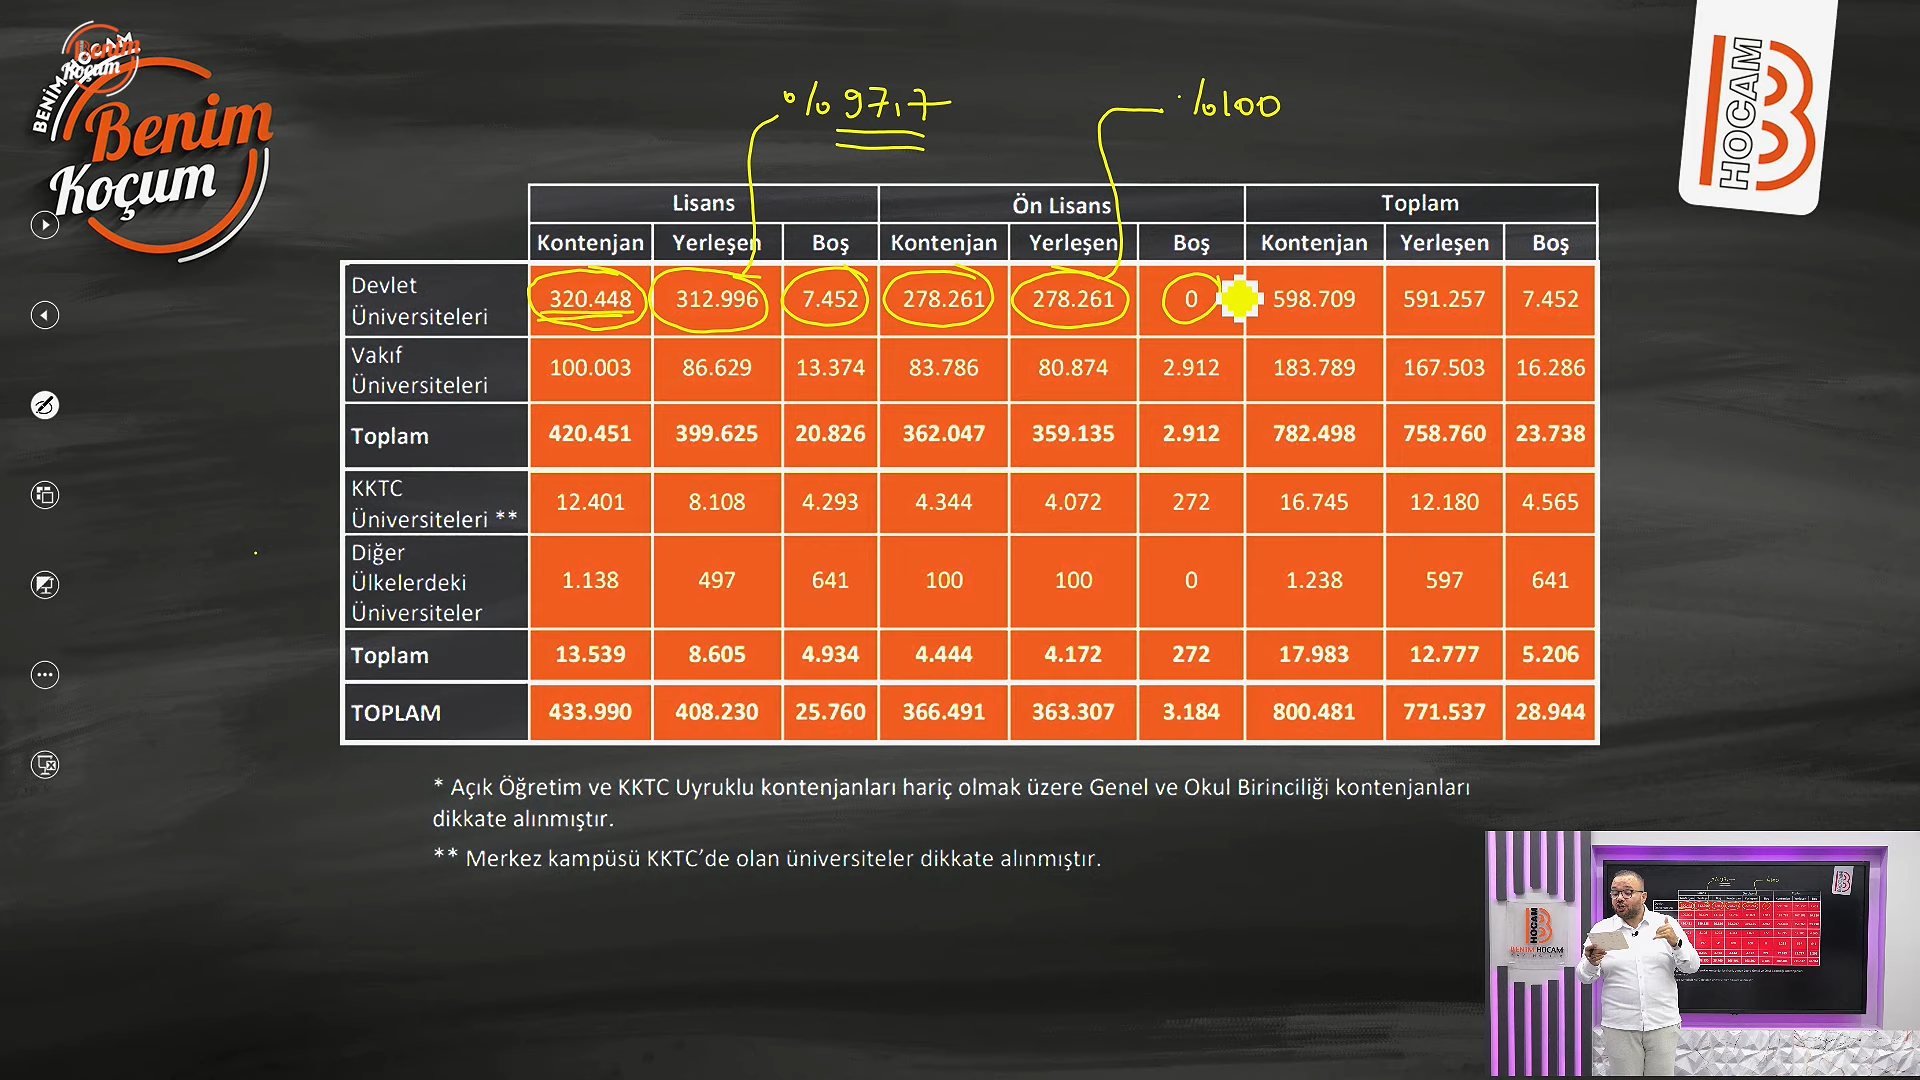 BENİM HOCAM
Benim
Koçum
Benim
Koçum
HOCAM
% 97,7
%100
Lisans Ön Lisans Toplam
Kontenjan Yerleşen Boş Kontenjan Yerleşen Boş Kontenjan Yerleşen Boş
Devlet
Üniversiteleri 320.448 312.996 7.452 278.261 278.261 0 598.709 591.257 7.452
Vakıf
Üniversiteleri 100.003 86.629 13.374 83.786 80.874 2.912 183.789 167.503 16.286
Toplam 420.451 399.625 20.826 362.047 359.135 2.912 782.498 758.760 23.738
KKTC
Üniversiteleri ** 12.401 8.108 4.293 4.344 4.072 272 16.745 12.180 4.565
Diğer
Ülkelerdeki 1.138 497 641 100 100 0 1.238 597 641
Üniversiteler
Toplam 13.539 8.605 4.934 4.444 4.172 272 17.983 12.777 5.206
TOPLAM 433.990 408.230 25.760 366.491 363.307 3.184 800.481 771.537 28.944
* Açık Öğretim ve KKTC Uyruklu kontenjanları hariç olmak üzere Genel ve Okul Birinciliği kontenjanları
dikkate alınmıştır.
** Merkez kampüsü KKTC’de olan üniversiteler dikkate alınmıştır.
HOCAM
BENİM HOCAM